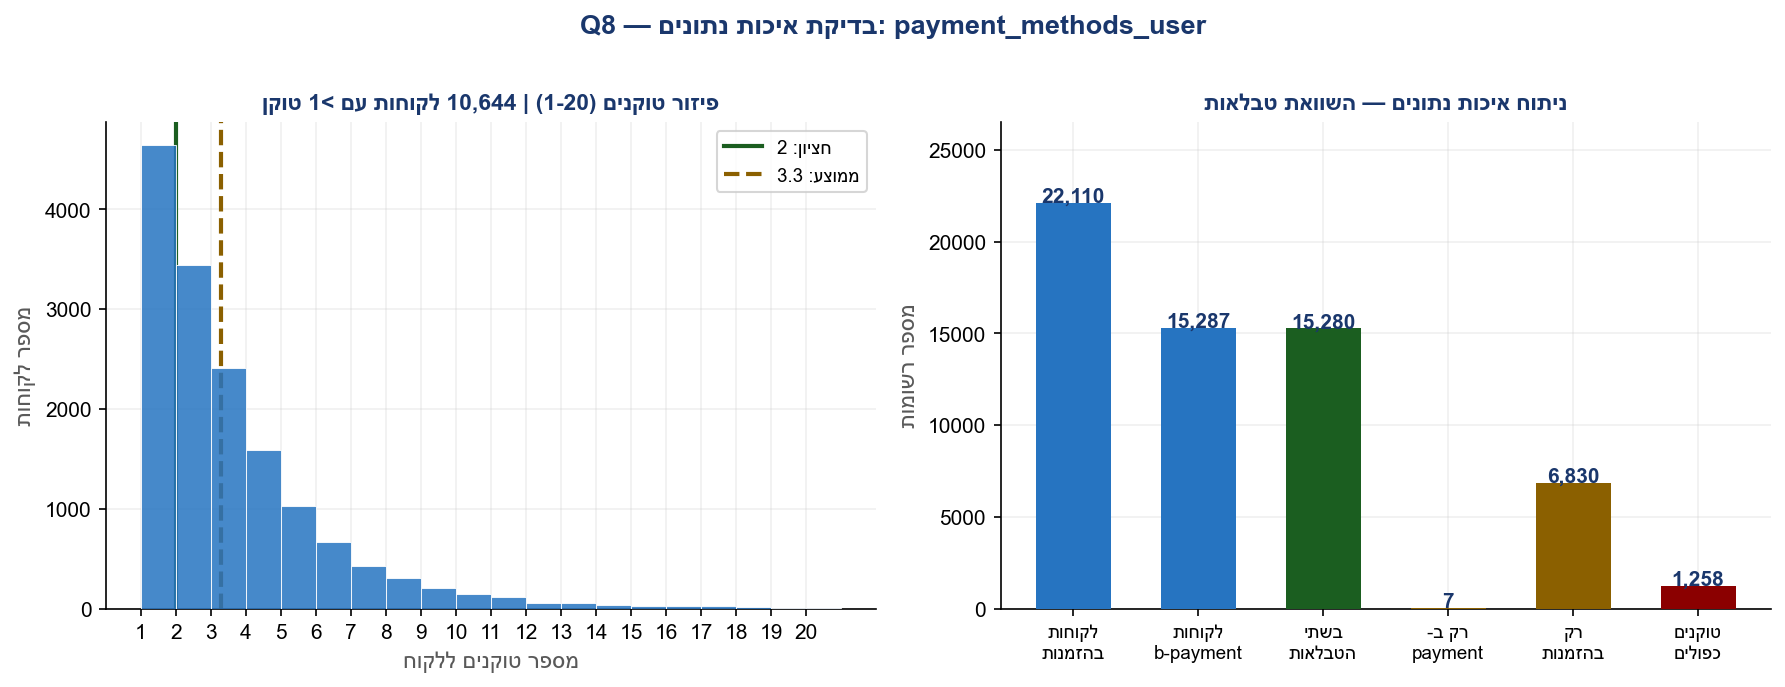 Q8 — בדיקת איכות נתונים: payment_methods_user
פיזור טוקנים (1-20) | 10,644 לקוחות עם >1 טוקן
חציון: 2
ממוצע: 3.3
מספר לקוחות
4000
3000
2000
1000
0
1 2 3 4 5 6 7 8 9 10 11 12 13 14 15 16 17 18 19 20
מספר טוקנים ללקוח
ניתוח איכות נתונים — השוואת טבלאות
מספר רשומות
25000
20000
15000
10000
5000
0
22,110
15,287
15,280
7
6,830
1,258
לקוחות
בהזמנות
לקוחות
b-payment
בשתי
הטבלאות
רק ב-
payment
רק
בהזמנות
טוקנים
כפולים